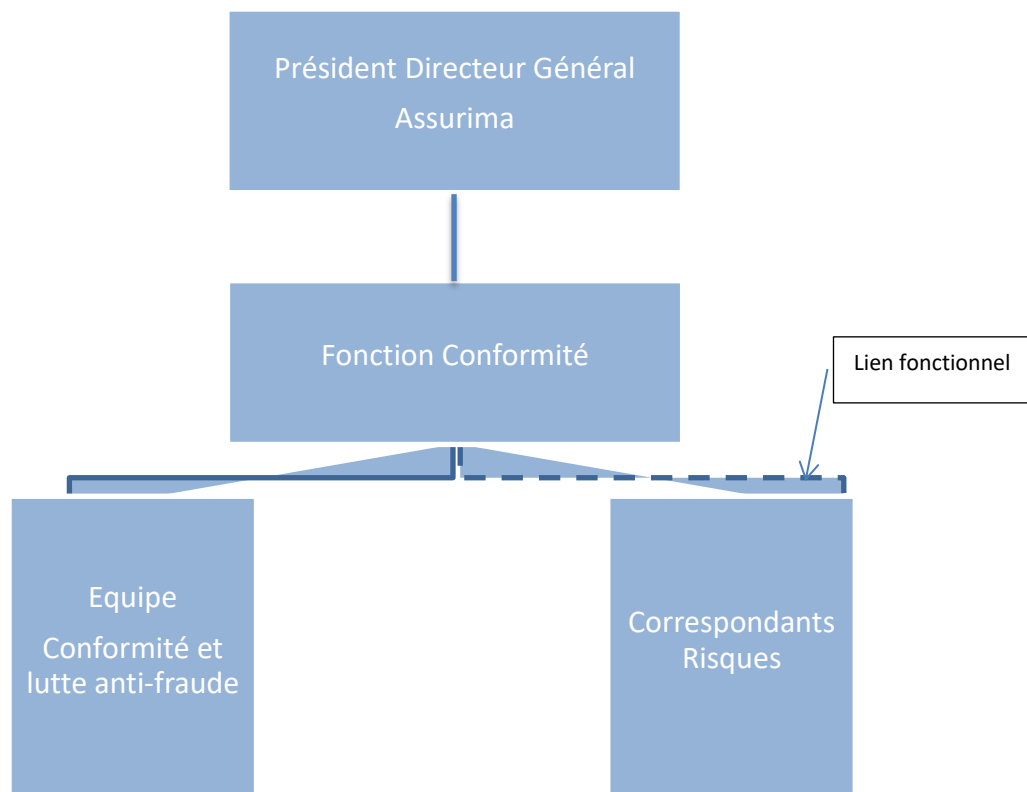 Président Directeur Général
Assurima
Fonction Conformité
Lien fonctionnel
Equipe
Conformité et
lutte anti-fraude
Correspondants
Risques